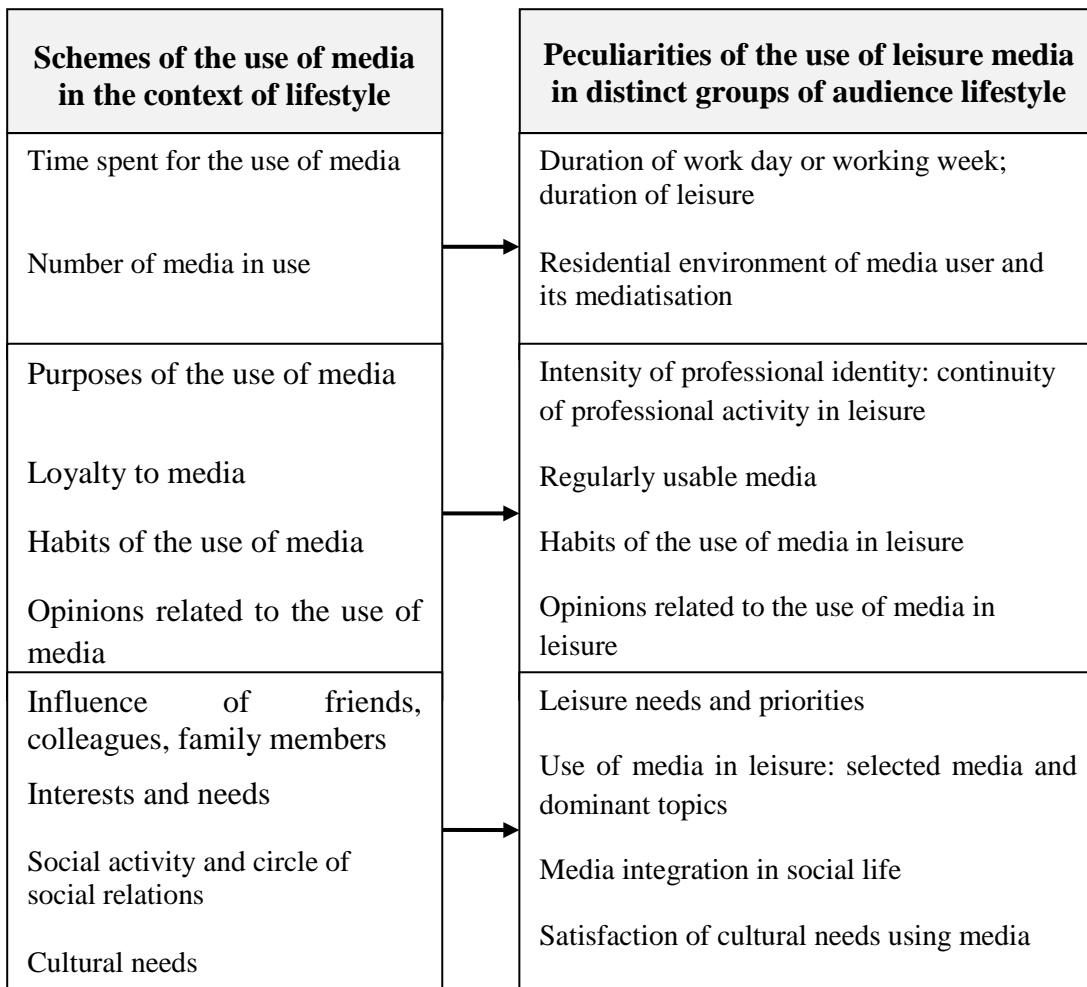 Schemes of the use of media
in the context of lifestyle
Time spent for the use of media
Number of media in use
Purposes of the use of media
Loyalty to media
Habits of the use of media
Opinions related to the use of
media
Influence of friends,
colleagues, family members
Interests and needs
Social activity and circle of
social relations
Cultural needs
Peculiarities of the use of leisure media
in distinct groups of audience lifestyle
Duration of work day or working week;
duration of leisure
Residential environment of media user and
its mediatisation
Intensity of professional identity: continuity
of professional activity in leisure
Regularly usable media
Habits of the use of media in leisure
Opinions related to the use of media in
leisure
Leisure needs and priorities
Use of media in leisure: selected media and
dominant topics
Media integration in social life
Satisfaction of cultural needs using media